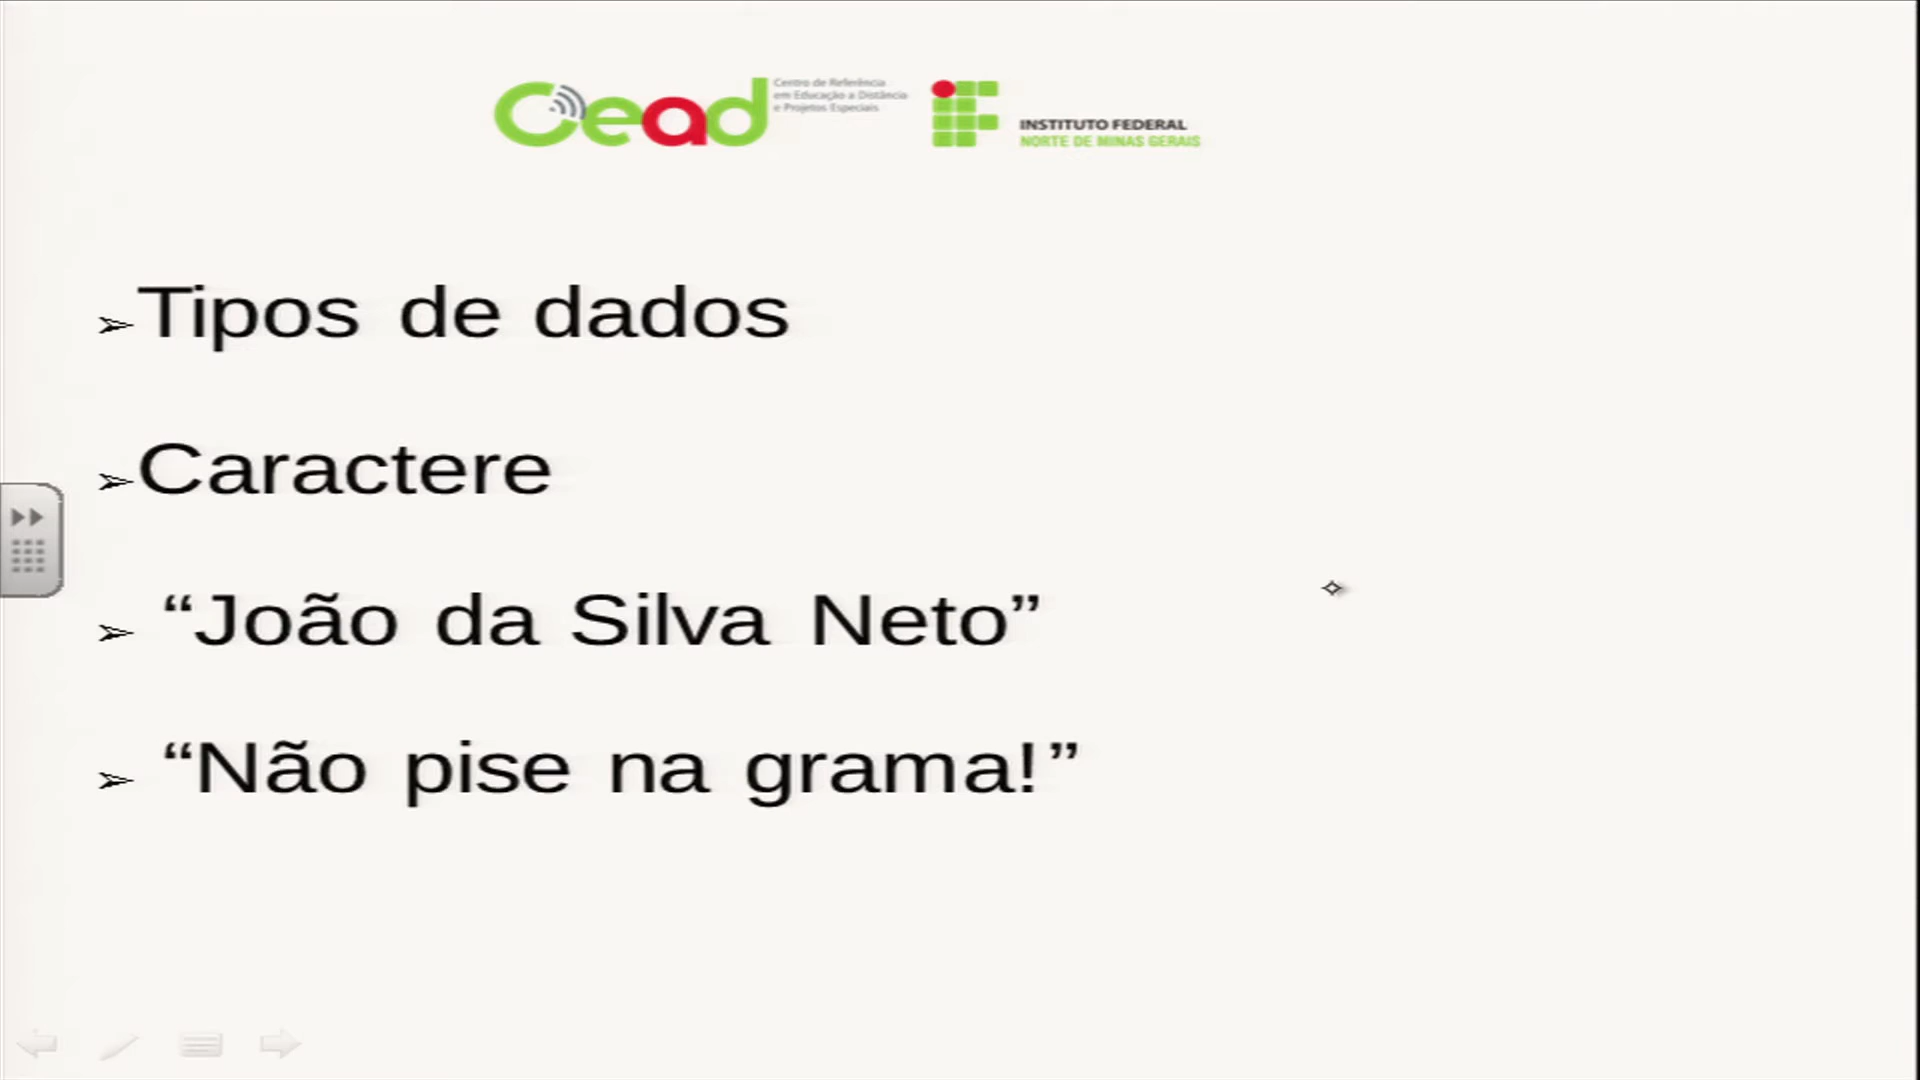 Cead
Centro de Referência
em Educação a Distância
e Projetos Especiais
INSTITUTO FEDERAL
NORTE DE MINAS GERAIS
Tipos de dados
Caractere
“João da Silva Neto”
“Não pise na grama!”